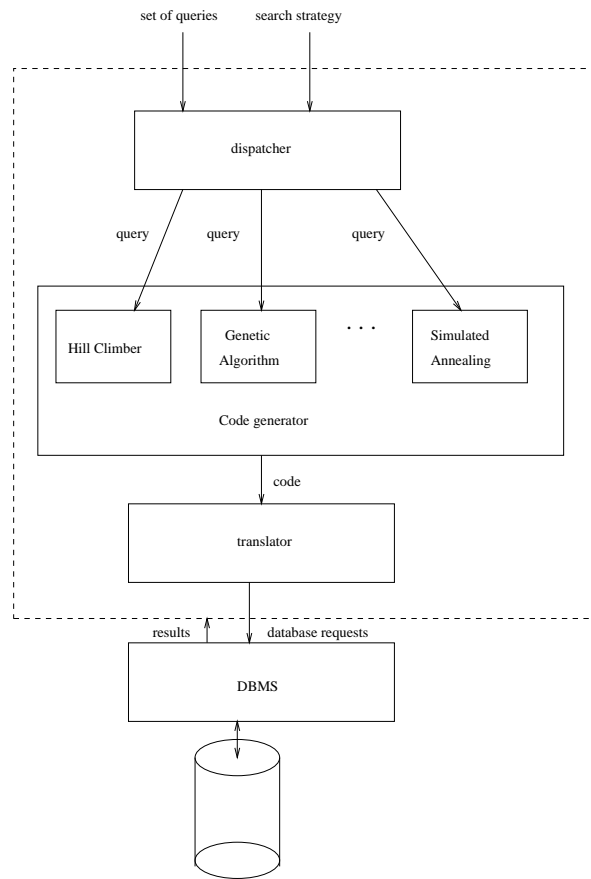 set of queries
search strategy
dispatcher
query
query
query
Hill Climber
Genetic
Algorithm
. . .
Simulated
Annealing
Code generator
code
translator
results
database requests
DBMS